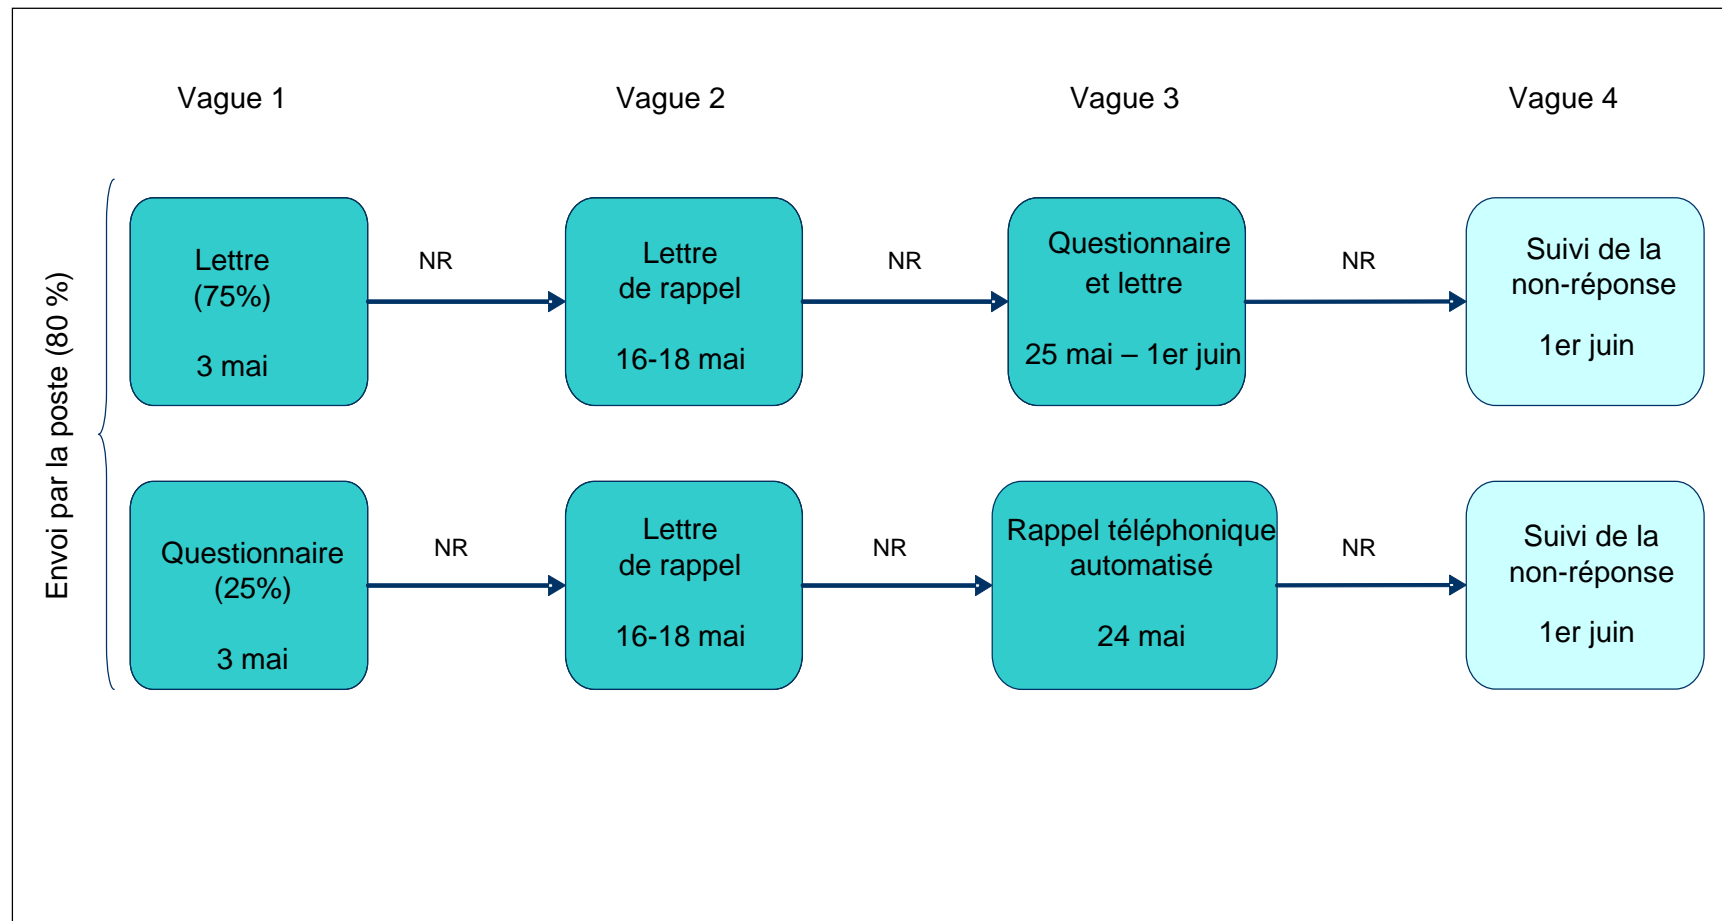 Vague 1
Vague 2
Vague 3
Vague 4
Envoi par la poste (80 %)
Lettre
(75%)
3 mai
NR
Lettre
de rappel
16-18 mai
NR
Questionnaire
et lettre
25 mai – 1er juin
NR
Suivi de la
non-réponse
1er juin
Questionnaire
(25%)
3 mai
NR
Lettre
de rappel
16-18 mai
NR
Rappel téléphonique
automatisé
24 mai
NR
Suivi de la
non-réponse
1er juin